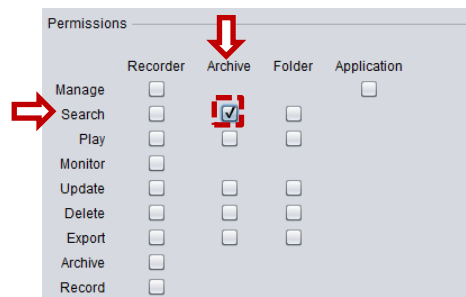 Permissions
Recorder Archive Folder Application
Manage
Search
Play
Monitor
Update
Delete
Export
Archive
Record